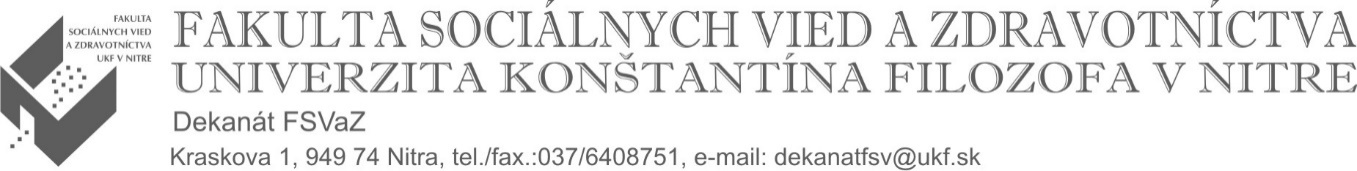 FAKULTA
SOCIÁLNYCH VIED
A ZDRAVOTNÍCTVA
UKF V NITRE
FAKULTA SOCIÁLNYCH VIED A ZDRAVOTNÍCTVA
UNIVERZITA KONŠTANTÍNA FILOZOFA V NITRE
Dekanát FSVaZ
Kraskova 1, 949 74 Nitra, tel./fax.:037/6408751, e-mail: dekanatfsv@ukf.sk